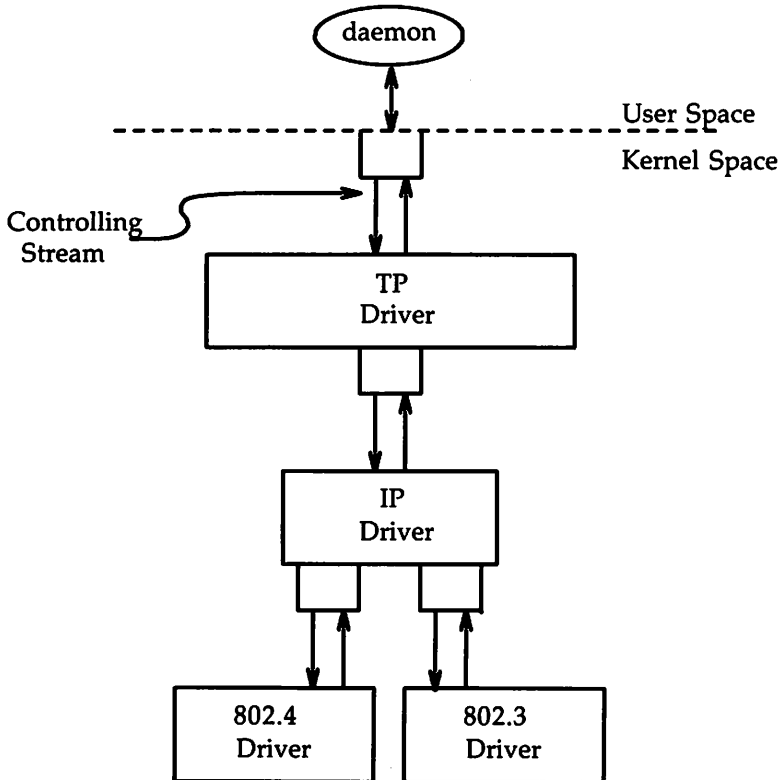 daemon
User Space
Kernel Space
Controlling
Stream
TP
Driver
IP
Driver
802.4
Driver
802.3
Driver